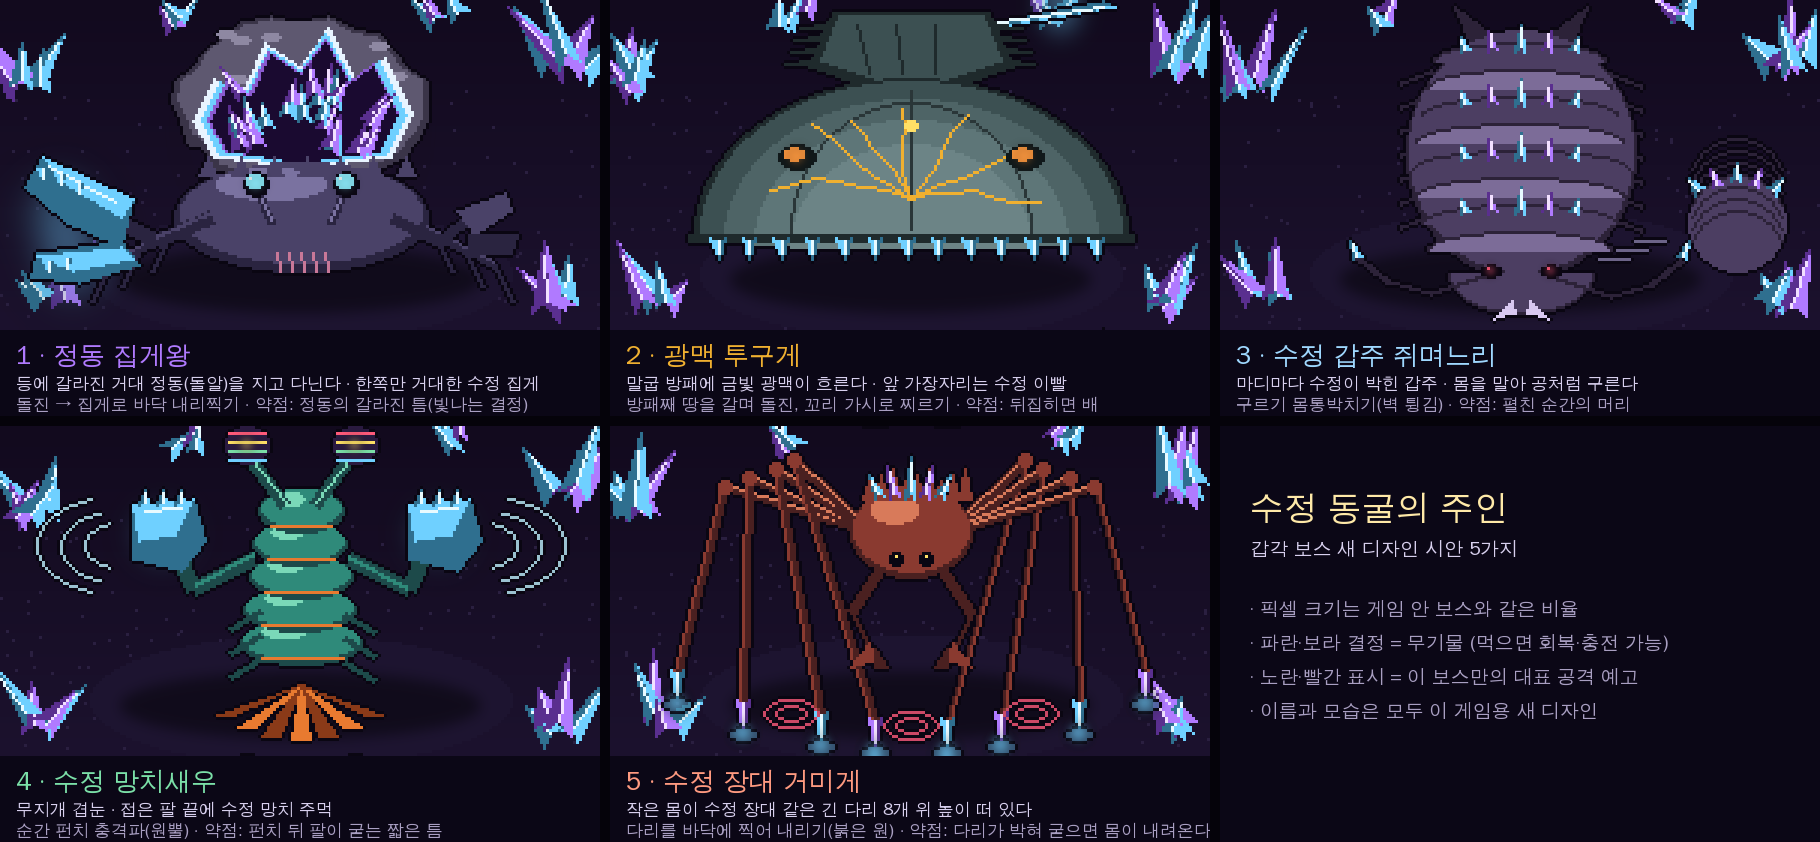 1 · 정동 집게왕
등에 갈라진 거대 정동(돌알)을 지고 다닌다 · 한쪽만 거대한 수정 집게
돌진 → 집게로 바닥 내리찍기 · 약점: 정동의 갈라진 틈(빛나는 결정)
2 · 광맥 투구게
말굽 방패에 금빛 광맥이 흐른다 · 앞 가장자리는 수정 이빨
방패째 땅을 갈며 돌진, 꼬리 가시로 찌르기 · 약점: 뒤집히면 배
3 · 수정 갑주 쥐며느리
마디마다 수정이 박힌 갑주 · 몸을 말아 공처럼 구른다
구르기 몸통박치기(벽 튕김) · 약점: 펼친 순간의 머리
4 · 수정 망치새우
무지개 겹눈 · 접은 팔 끝에 수정 망치 주먹
순간 펀치 충격파(원뿔) · 약점: 펀치 뒤 팔이 굳는 짧은 틈
5 · 수정 장대 거미게
작은 몸이 수정 장대 같은 긴 다리 8개 위 높이 떠 있다
다리를 바닥에 찍어 내리기(붉은 원) · 약점: 다리가 박혀 굳으면 몸이 내려온다
수정 동굴의 주인
갑각 보스 새 디자인 시안 5가지
· 픽셀 크기는 게임 안 보스와 같은 비율
· 파란·보라 결정 = 무기물 (먹으면 회복·충전 가능)
· 노란·빨간 표시 = 이 보스만의 대표 공격 예고
· 이름과 모습은 모두 이 게임용 새 디자인